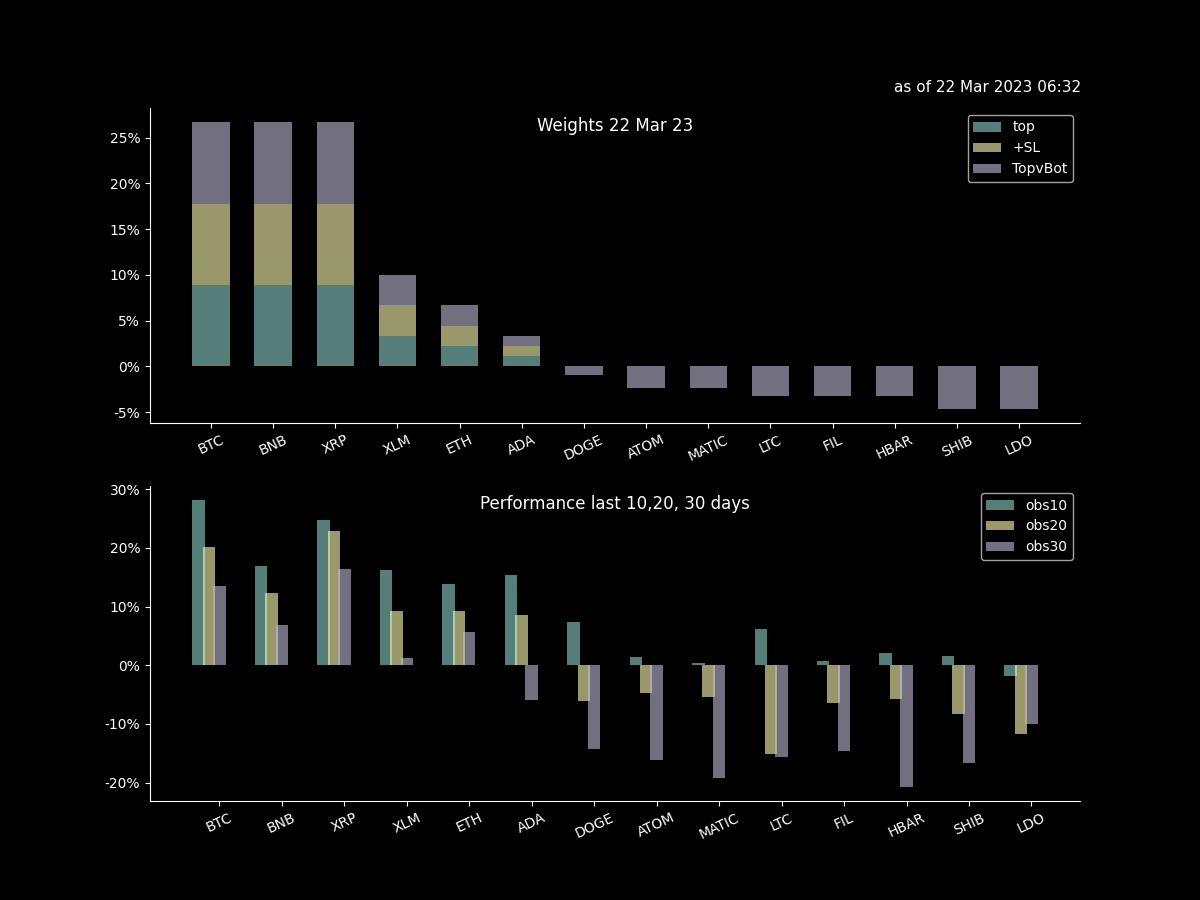 as of 22 Mar 2023 06:32
Weights 22 Mar 23
top
+SL
TopvBot
25%
20%
15%
10%
5%
0%
-5%
BTC BNB XRP XLM ETH ADA DOGE ATOM MATIC LTC FIL HBAR SHIB LDO
Performance last 10,20, 30 days
obs10
obs20
obs30
30%
20%
10%
0%
-10%
-20%
BTC BNB XRP XLM ETH ADA DOGE ATOM MATIC LTC FIL HBAR SHIB LDO